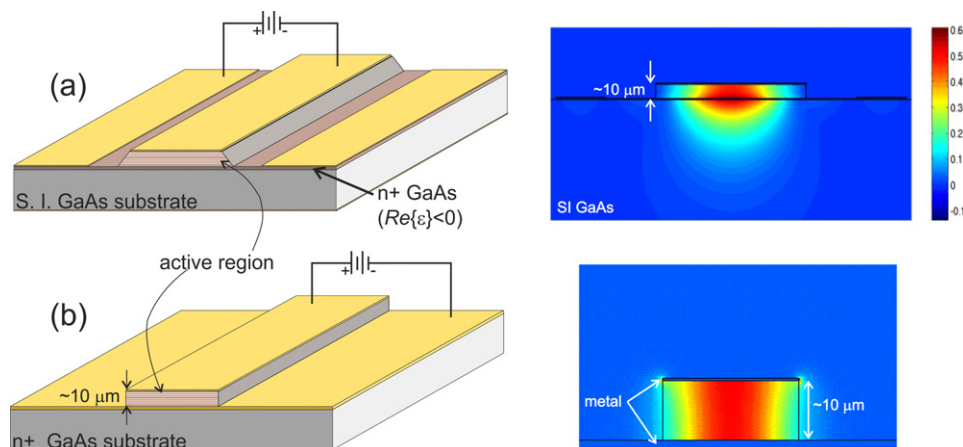 + -
(a)
S. I. GaAs substrate
n+ GaAs
(Re{ε}<0)
active region
(b)
+ -
~10 μm
n+ GaAs substrate
~10 μm
SI GaAs
0.6
0.5
0.4
0.3
0.2
0.1
0
-0.1
metal
~10 μm